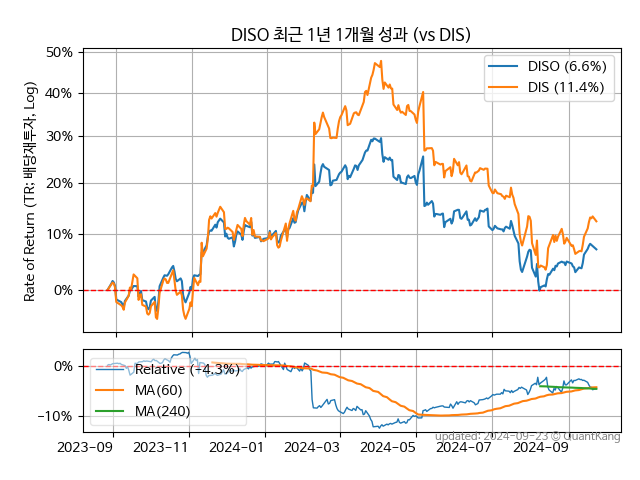 DISO 최근 1년 1개월 성과 (vs DIS)
Rate of Return (TR: 배당재투자, Log)
50%
40%
30%
20%
10%
0%
DISO (6.6%)
DIS (11.4%)
0%
−10%
Relative (−4.3%)
MA(60)
MA(240)
2023-09 2023-11 2024-01 2024-03 2024-05 2024-07 2024-09
updated: 2024-09-23 © QuantKang